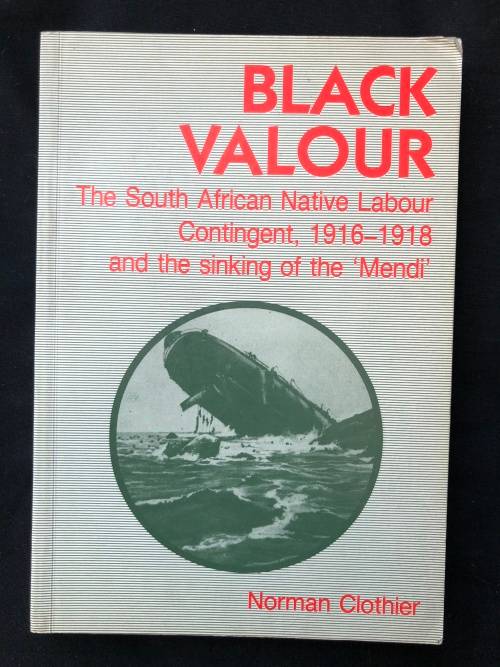 BLACK
VALOUR
The South African Native Labour
Contingent, 1916–1918
and the sinking of the ‘Mendi’
Norman Clothier